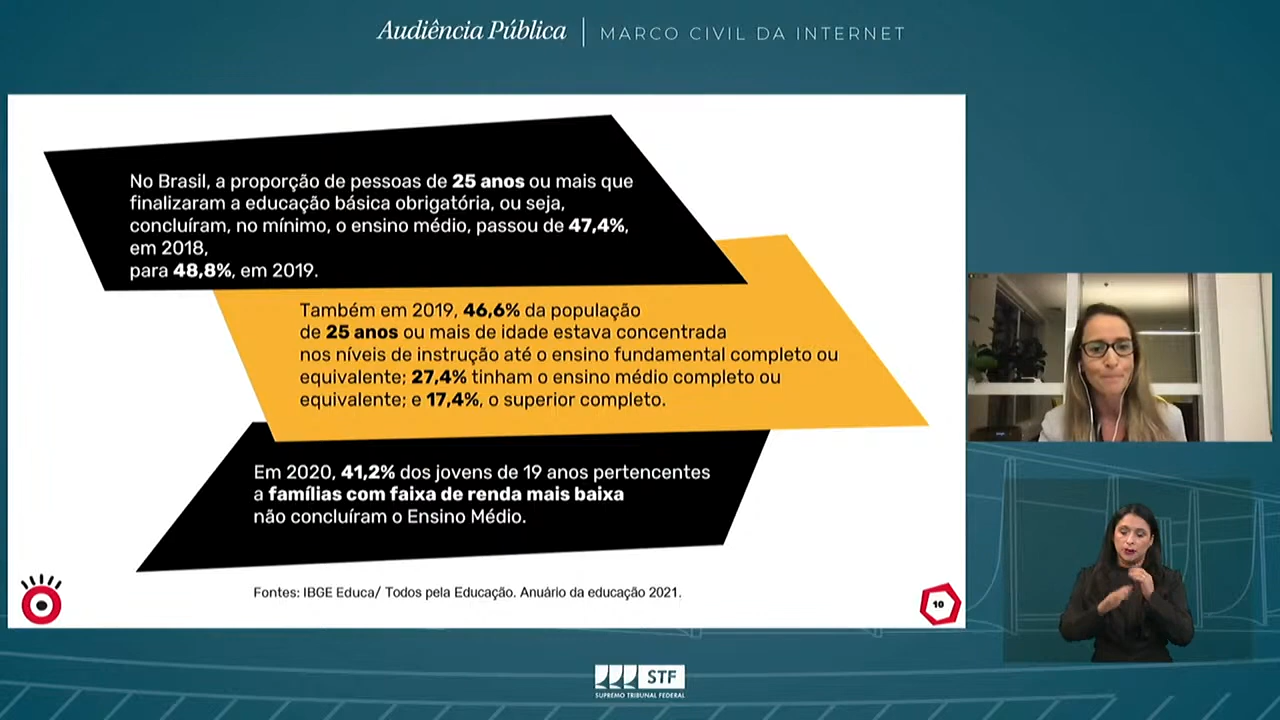 Audiência Pública | MARCO CIVIL DA INTERNET
No Brasil, a proporção de pessoas de 25 anos ou mais que
finalizaram a educação básica obrigatória, ou seja,
concluíram, no mínimo, o ensino médio, passou de 47,4%,
em 2018,
para 48,8%, em 2019.
Também em 2019, 46,6% da população
de 25 anos ou mais de idade estava concentrada
nos níveis de instrução até o ensino fundamental completo ou
equivalente; 27,4% tinham o ensino médio completo ou
equivalente; e 17,4%, o superior completo.
Em 2020, 41,2% dos jovens de 19 anos pertencentes
a famílias com faixa de renda mais baixa
não concluíram o Ensino Médio.
Fontes: IBGE Educa/ Todos pela Educação. Anuário da educação 2021.
10
STF
SUPREMO TRIBUNAL FEDERAL